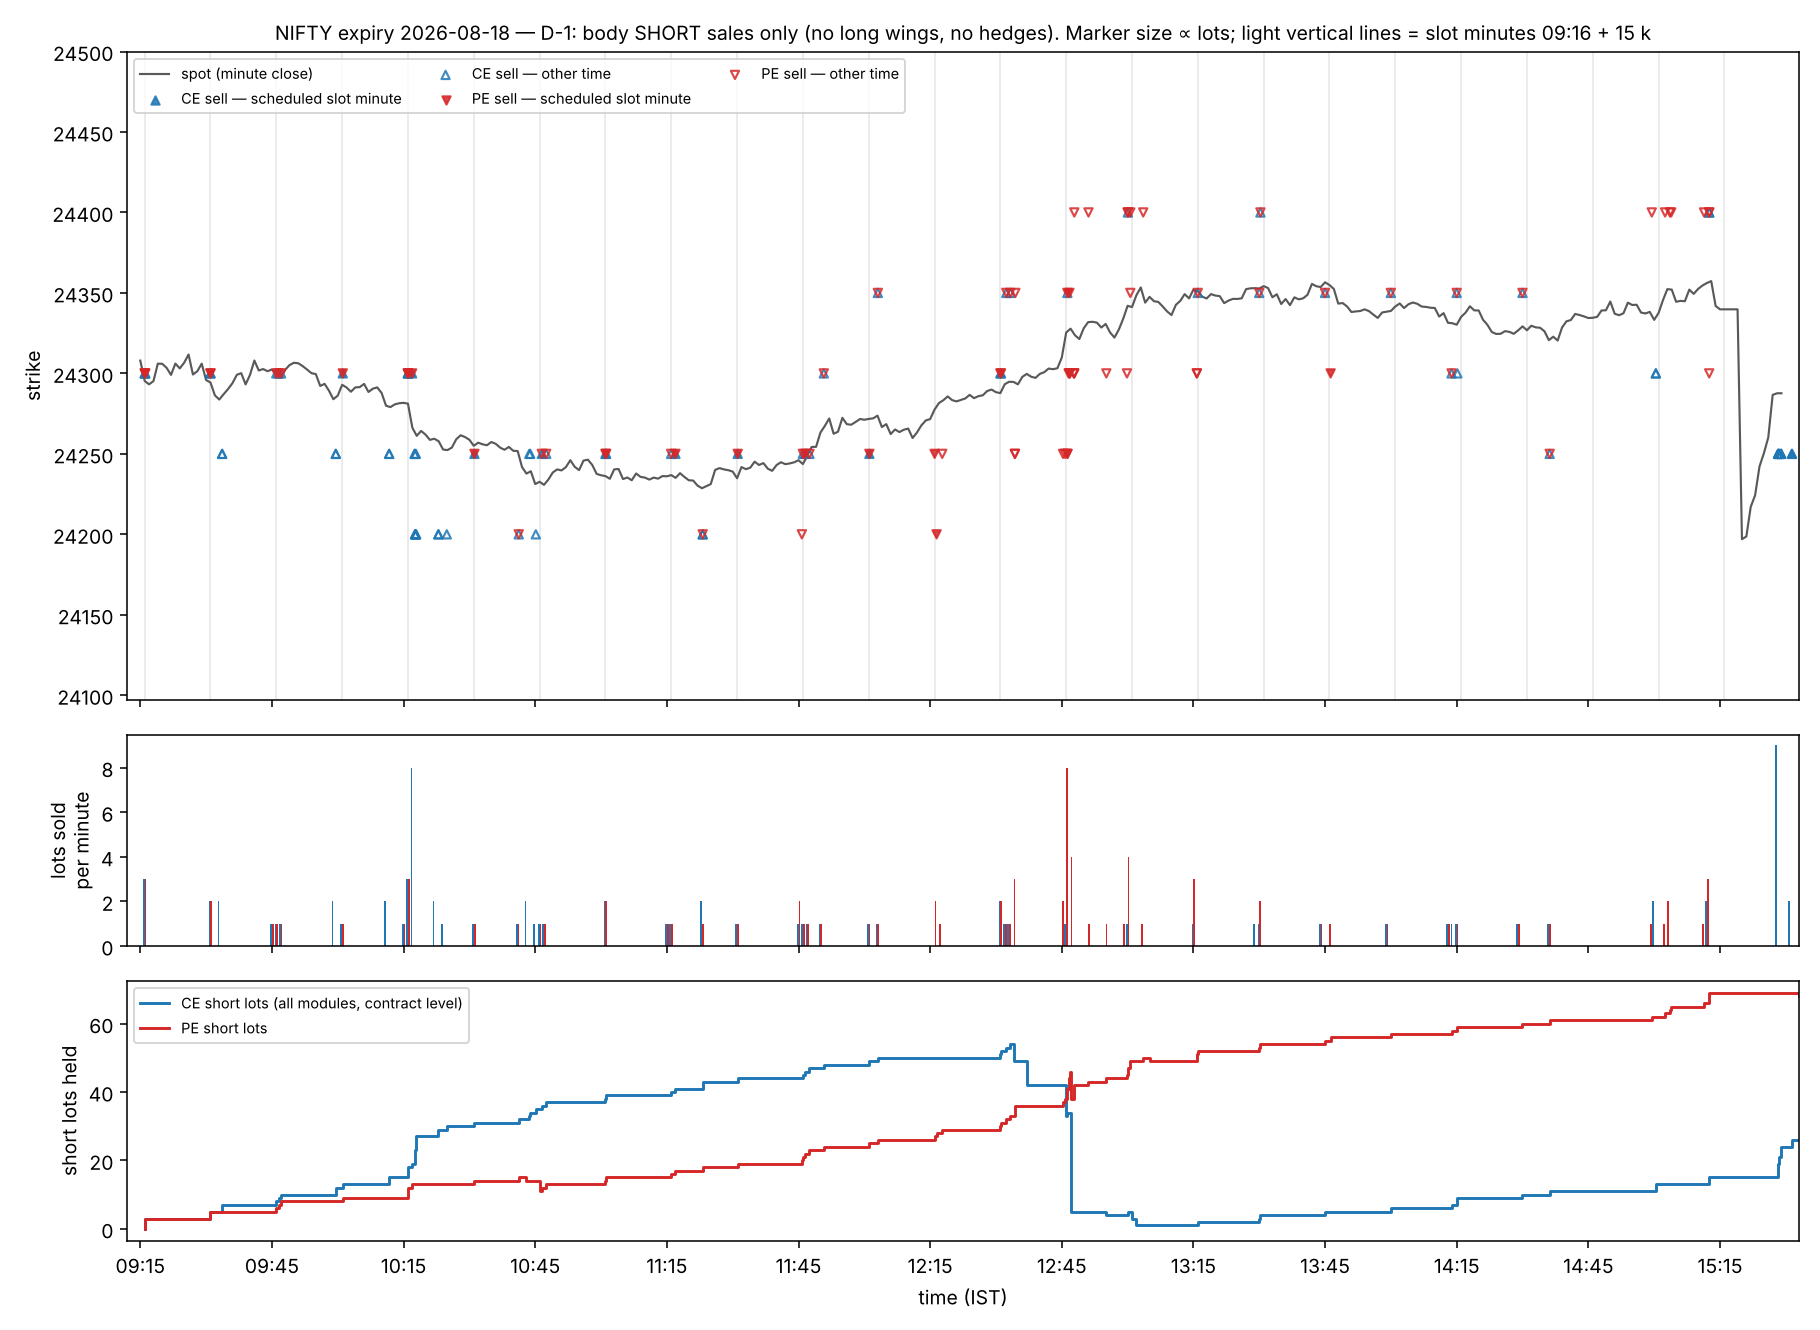 NIFTY expiry 2026-08-18 — D-1: body SHORT sales only (no long wings, no hedges). Marker size ∝ lots; light vertical lines = slot minutes 09:16 + 15 k
spot (minute close)
CE sell — scheduled slot minute
CE sell — other time
PE sell — scheduled slot minute
PE sell — other time
24500
24450
24400
24350
24300
24250
24200
24150
24100
strike
8
6
4
2
0
lots sold
per minute
CE short lots (all modules, contract level)
PE short lots
60
40
20
0
short lots held
09:15 09:45 10:15 10:45 11:15 11:45 12:15 12:45 13:15 13:45 14:15 14:45 15:15
time (IST)